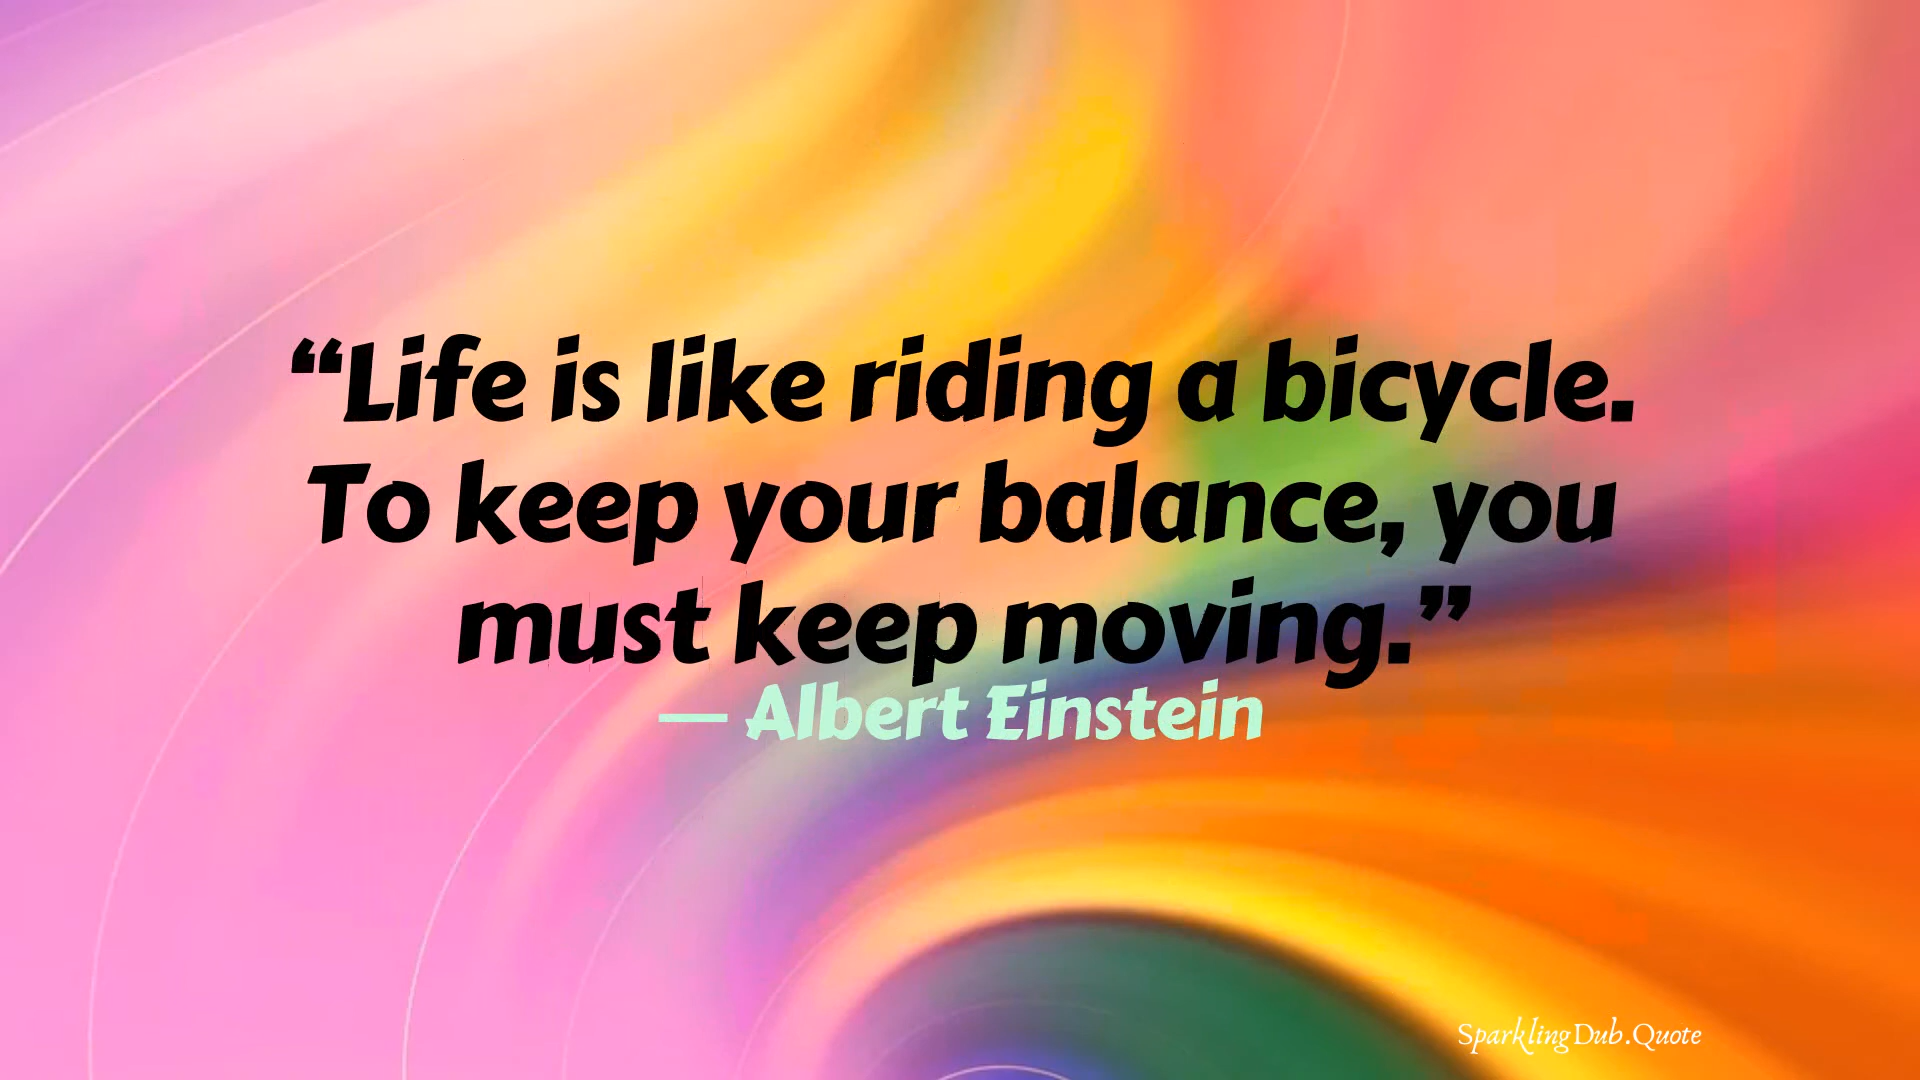 “Life is like riding a bicycle.
To keep your balance, you
must keep moving.”
— Albert Einstein
SparklingDub.Quote